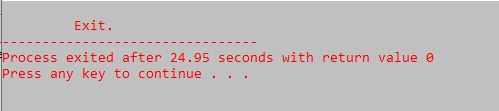 Exit.
--------------------------------
Process exited after 24.95 seconds with return value 0
Press any key to continue . . .